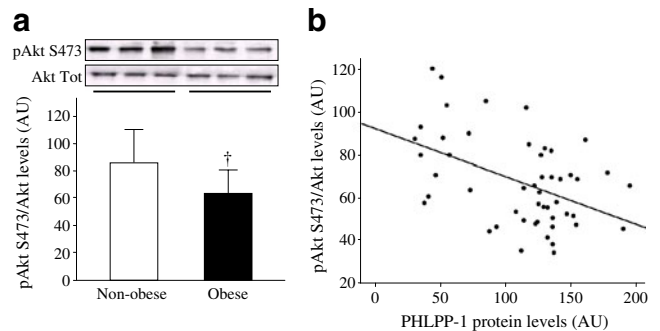 a
pAkt S473
Akt Tot
pAkt S473/Akt levels (AU)
120
100
80
60
40
20
0
†
Non-obese
Obese
b
pAkt S473/Akt levels (AU)
120
100
80
60
40
20
0
50
100
150
200
PHLPP-1 protein levels (AU)